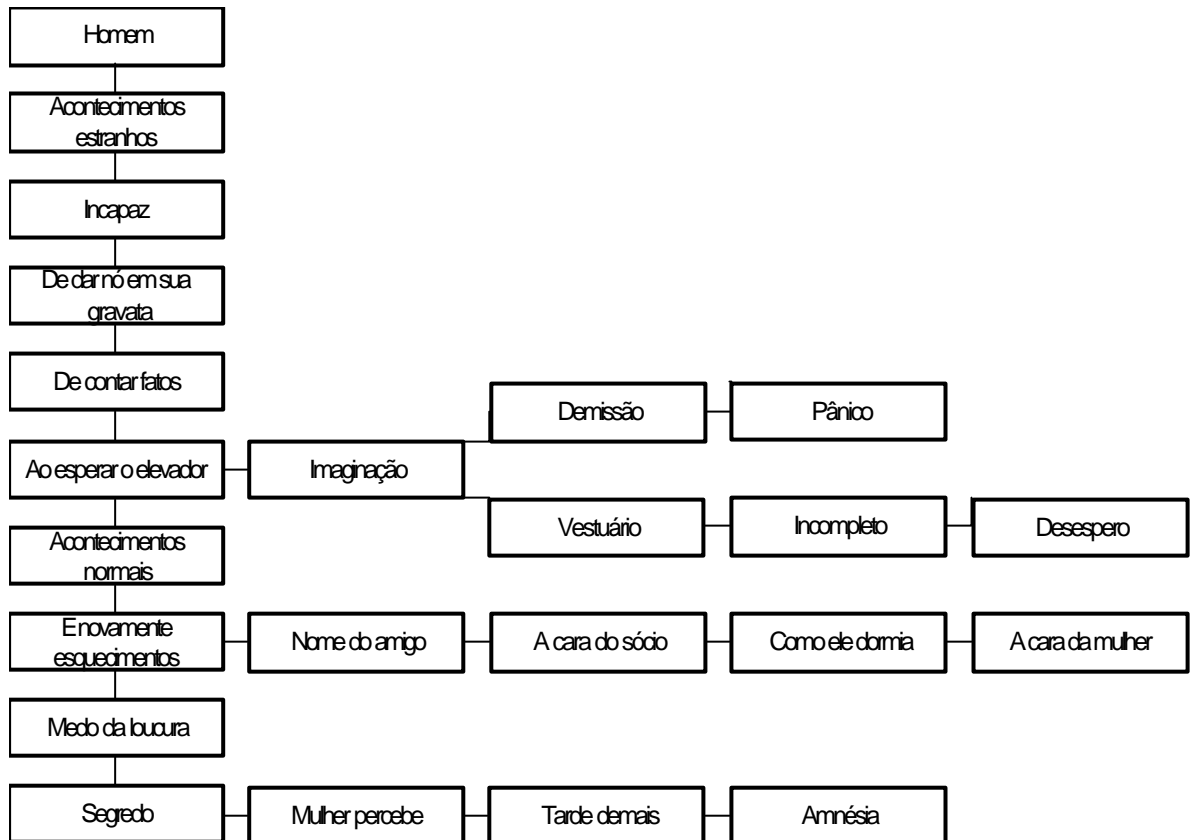 Homem
Acontecimentos
estranhos
Incapaz
De dar nó em sua
gravata
De contar fatos
Demissão
Pânico
Ao esperar o elevador
Imaginação
Vestuário
Incompleto
Desespero
Acontecimentos
normais
E novamente
esquecimentos
Nome do amigo
A cara do sócio
Como ele dormia
A cara da mulher
Medo da loucura
Segredo
Mulher percebe
Tarde demais
Amnésia